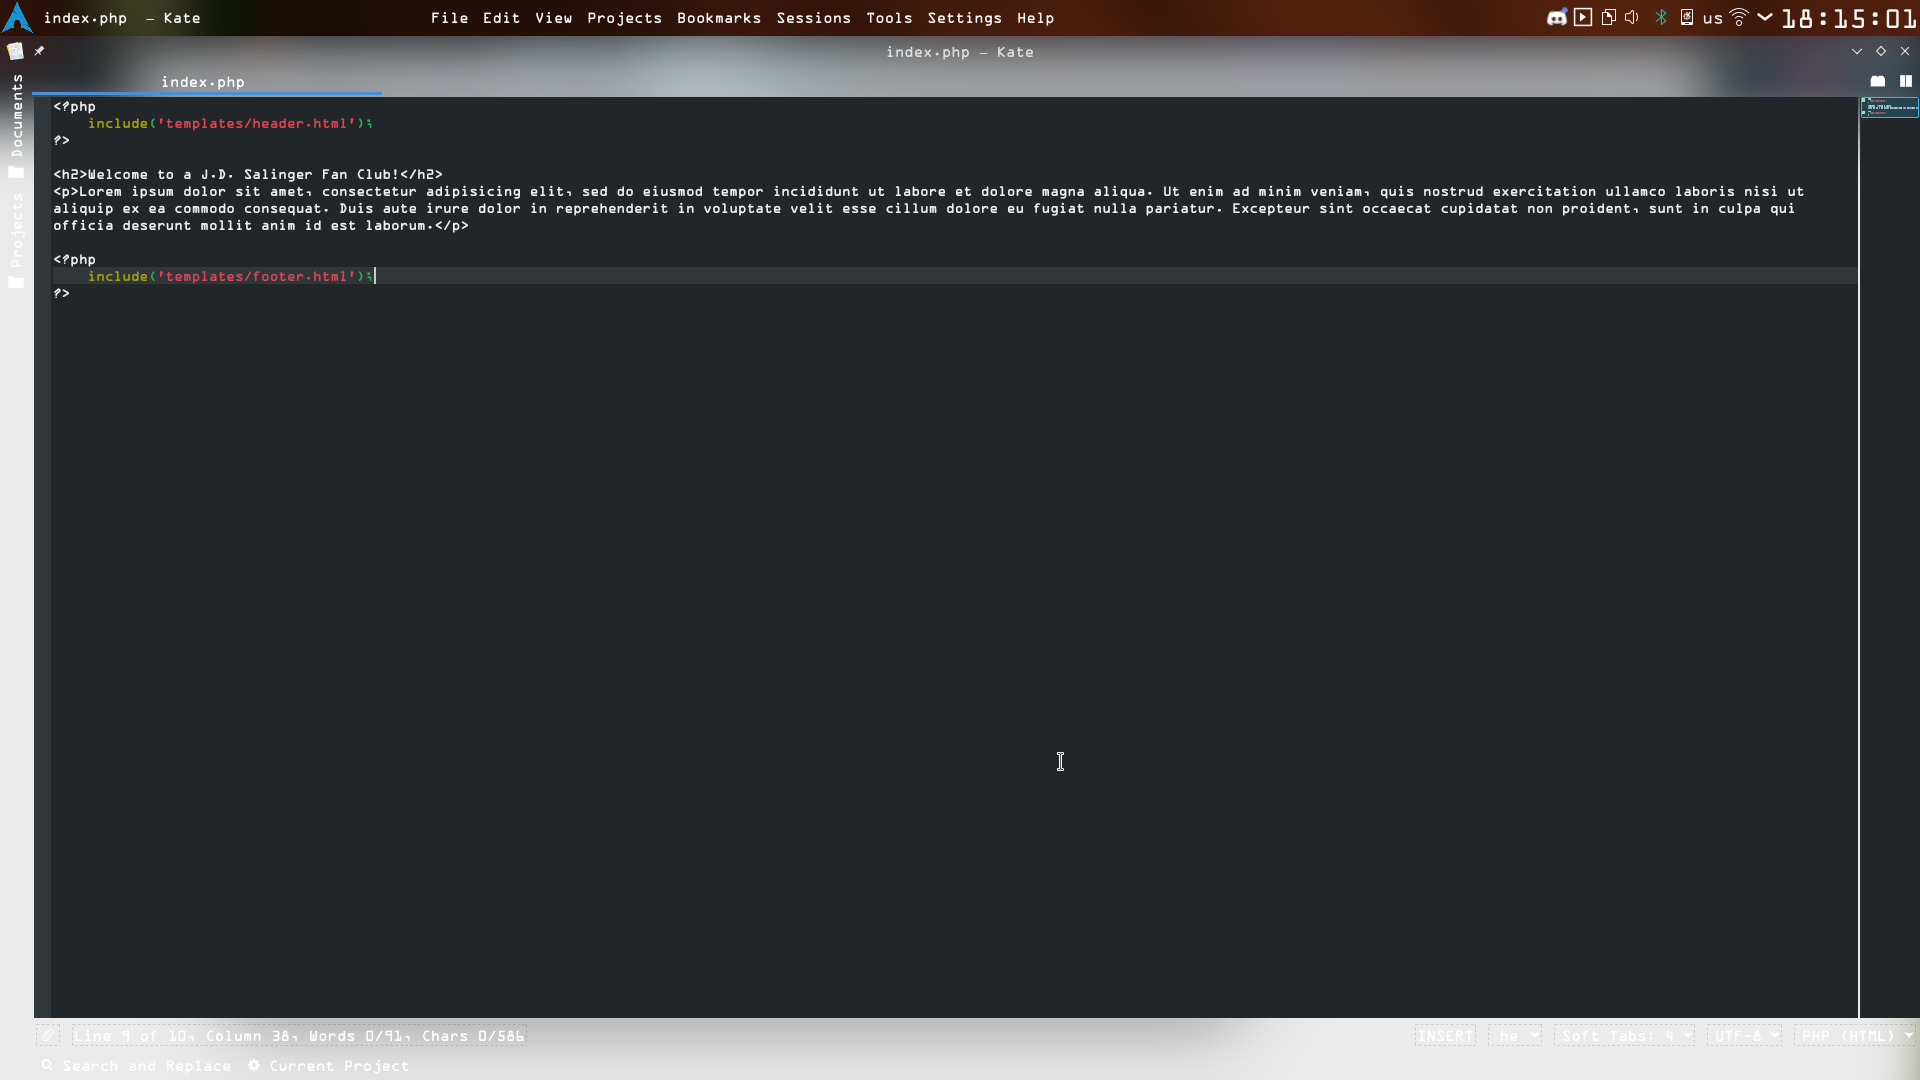 index.php  — Kate
File Edit View Projects Bookmarks Sessions Tools Settings Help
us
18:15:01
index.php — Kate
index.php
Documents
Projects
<?php
    include('templates/header.html');
?>
<h2>Welcome to a J.D. Salinger Fan Club!</h2>
<p>Lorem ipsum dolor sit amet, consectetur adipisicing elit, sed do eiusmod tempor incididunt ut labore et dolore magna aliqua. Ut enim ad minim veniam, quis nostrud exercitation ullamco laboris nisi ut
aliquip ex ea commodo consequat. Duis aute irure dolor in reprehenderit in voluptate velit esse cillum dolore eu fugiat nulla pariatur. Excepteur sint occaecat cupidatat non proident, sunt in culpa qui
officia deserunt mollit anim id est laborum.</p>
<?php
    include('templates/footer.html');
?>
Line 9 of 10, Column 38, Words 0/91, Chars 0/586
INSERT
he
Soft Tabs: 4
UTF-8
PHP (HTML)
Search and Replace
Current Project